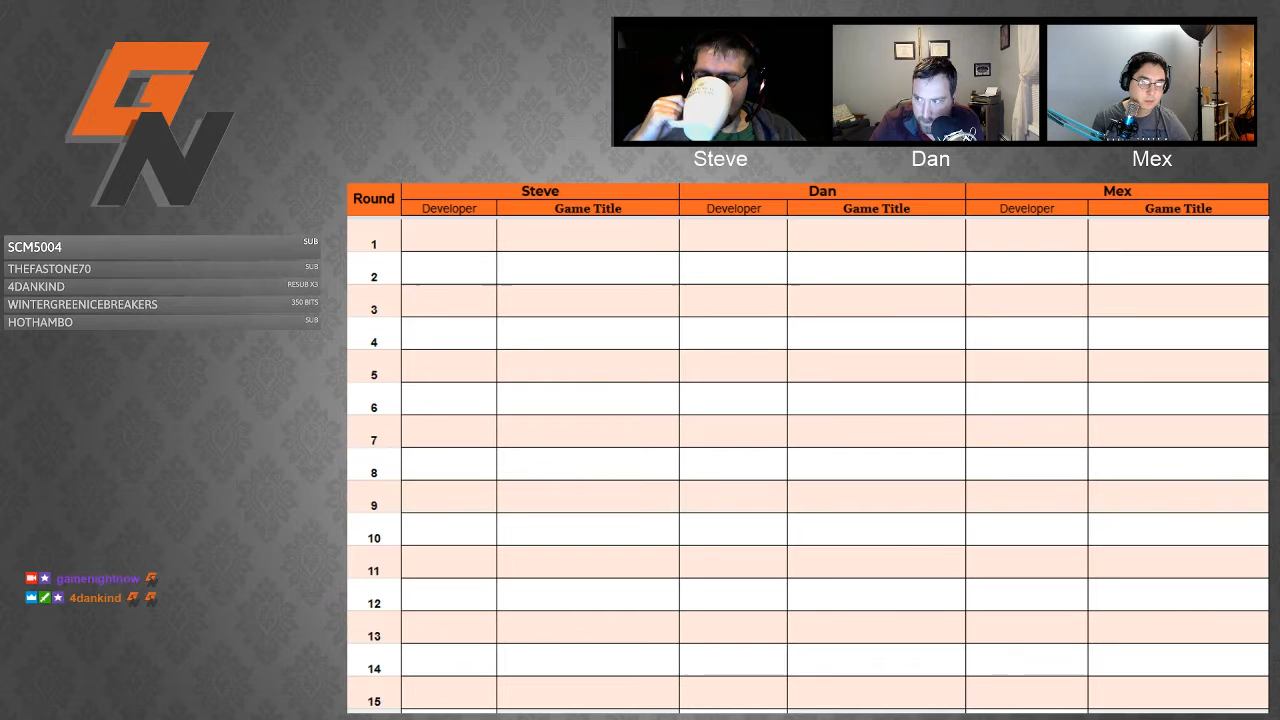 GN
Steve
Dan
Mex
Round
Steve
Dan
Mex
Developer
Game Title
Developer
Game Title
Developer
Game Title
SCM5004
SUB
THEFASTONE70
SUB
4DANKIND
RESUB X3
WINTERGREENICEBREAKERS
350 BITS
HOTHAMBO
SUB
1
2
3
4
5
6
7
8
9
10
11
12
13
14
15
gamenightnow
4dankind